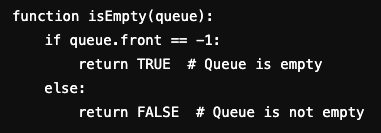 function isEmpty(queue):
    if queue.front == -1:
        return TRUE  # Queue is empty
    else:
        return FALSE  # Queue is not empty